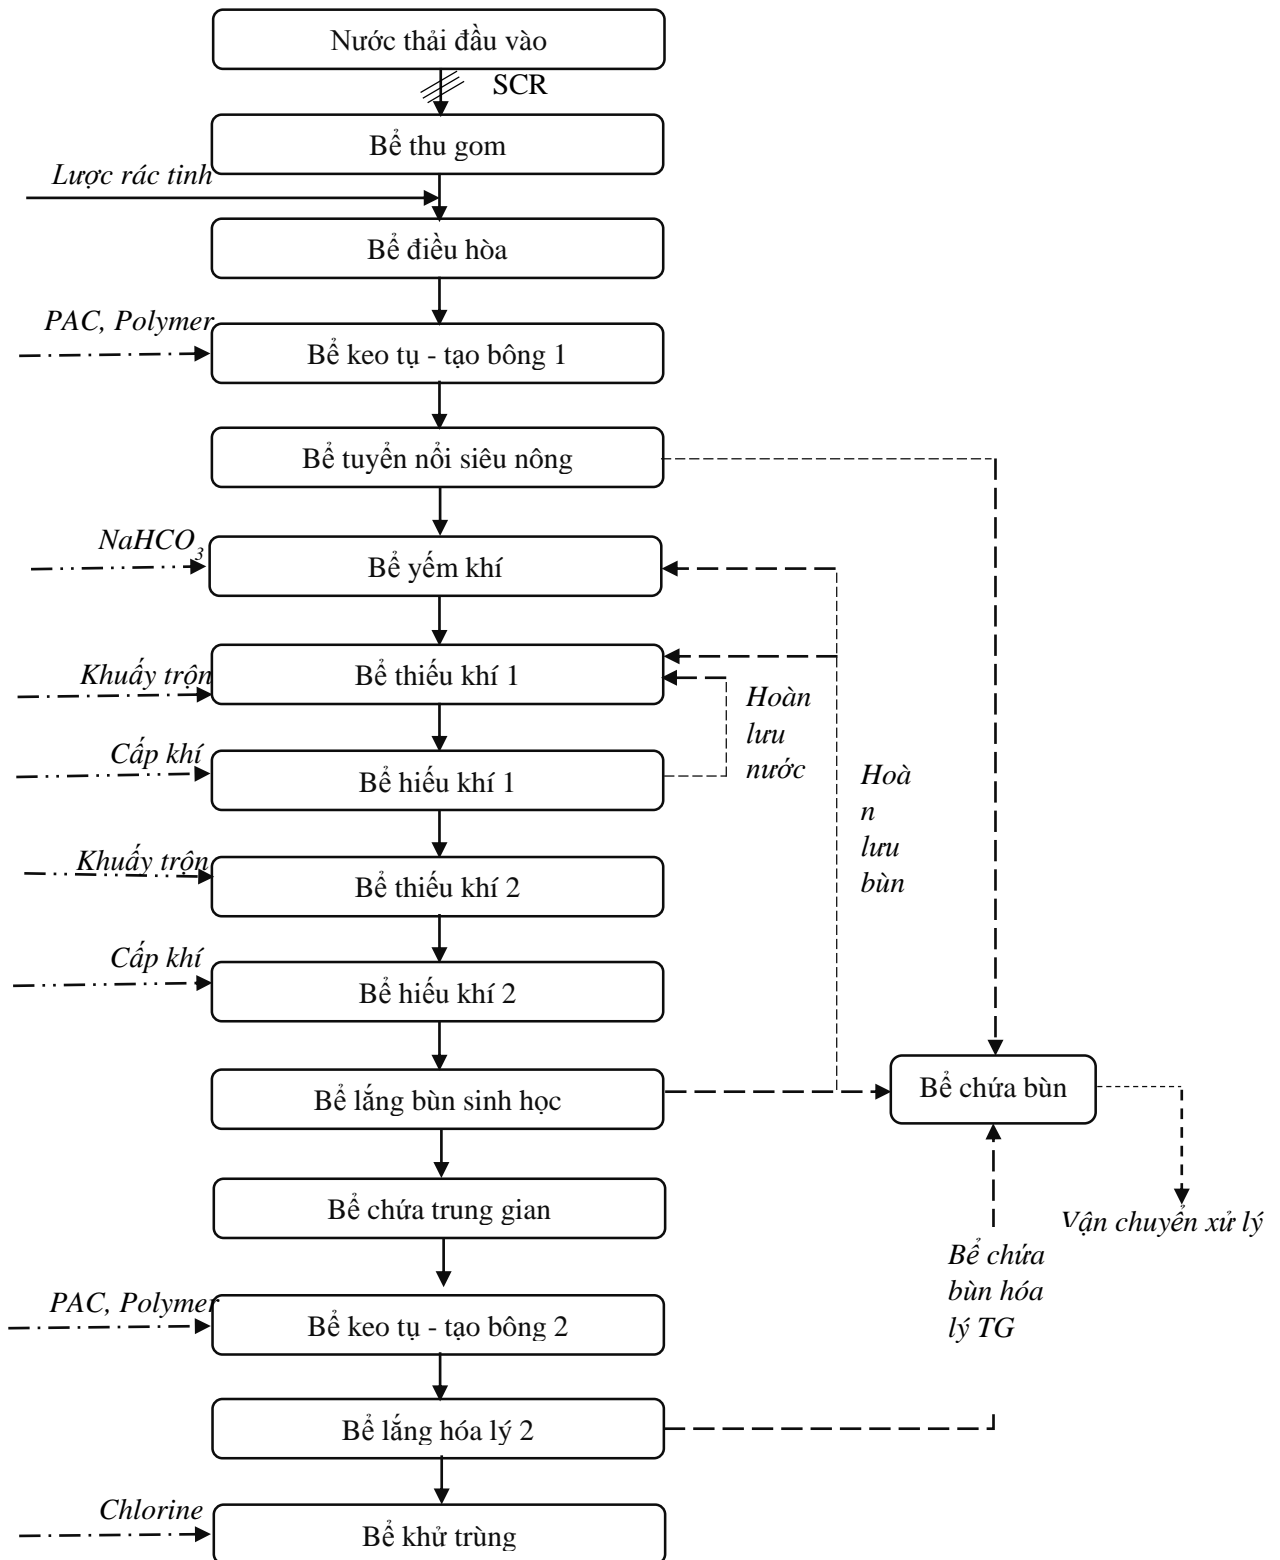 Nước thải đầu vào
SCR
Bể thu gom
Lược rác tinh
Bể điều hòa
PAC, Polymer
Bể keo tụ - tạo bông 1
Bể tuyển nổi siêu nông
NaHCO3
Bể yếm khí
Khuấy trộn
Bể thiếu khí 1
Hoàn
lưu
nước
Cấp khí
Bể hiếu khí 1
Hoà
n
lưu
bùn
Khuấy trộn
Bể thiếu khí 2
Cấp khí
Bể hiếu khí 2
Bể lắng bùn sinh học
Bể chứa bùn
Bể chứa trung gian
Vận chuyển xử lý
Bể chứa
bùn hóa
lý TG
PAC, Polymer
Bể keo tụ - tạo bông 2
Bể lắng hóa lý 2
Chlorine
Bể khử trùng